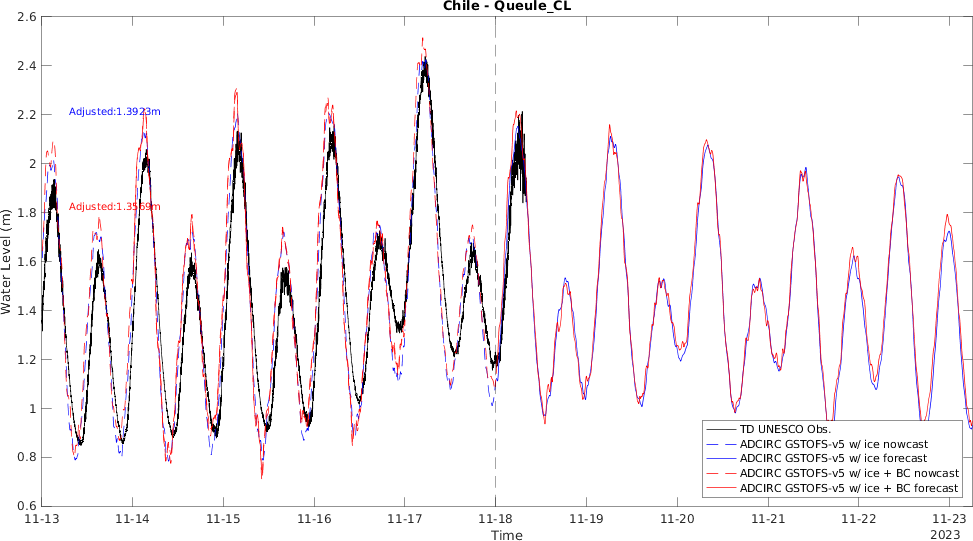 Chile - Queule_CL
2.6
2.4
2.2
2
1.8
1.6
1.4
1.2
1
0.8
0.6
Water Level (m)
Adjusted:1.3923m
Adjusted:1.3569m
TD UNESCO Obs.
ADCIRC GSTOFS-v5 w/ ice nowcast
ADCIRC GSTOFS-v5 w/ ice forecast
ADCIRC GSTOFS-v5 w/ ice + BC nowcast
ADCIRC GSTOFS-v5 w/ ice + BC forecast
11-13 11-14 11-15 11-16 11-17 11-18 11-19 11-20 11-21 11-22 11-23
2023
Time